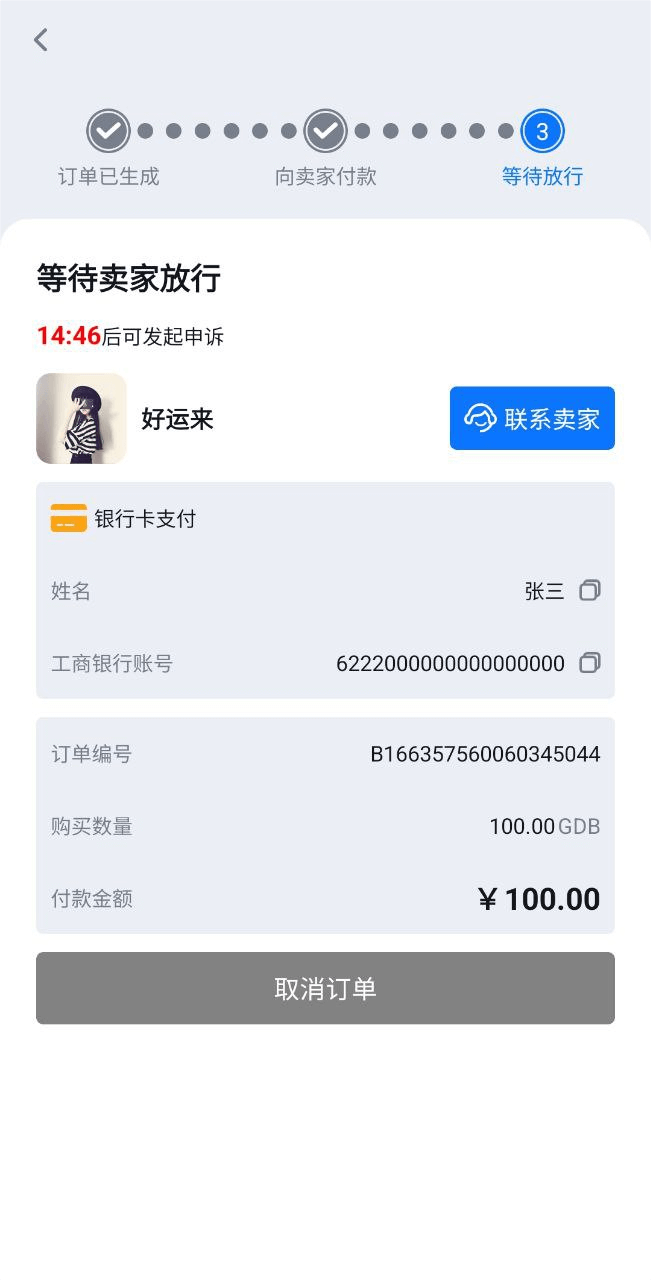 订单已生成
向卖家付款
3
等待放行
等待卖家放行
14:46后可发起申诉
好运来
联系卖家
银行卡支付
姓名 张三
工商银行账号 6222000000000000000
订单编号 B166357560060345044
购买数量 100.00GDB
付款金额 ¥100.00
取消订单